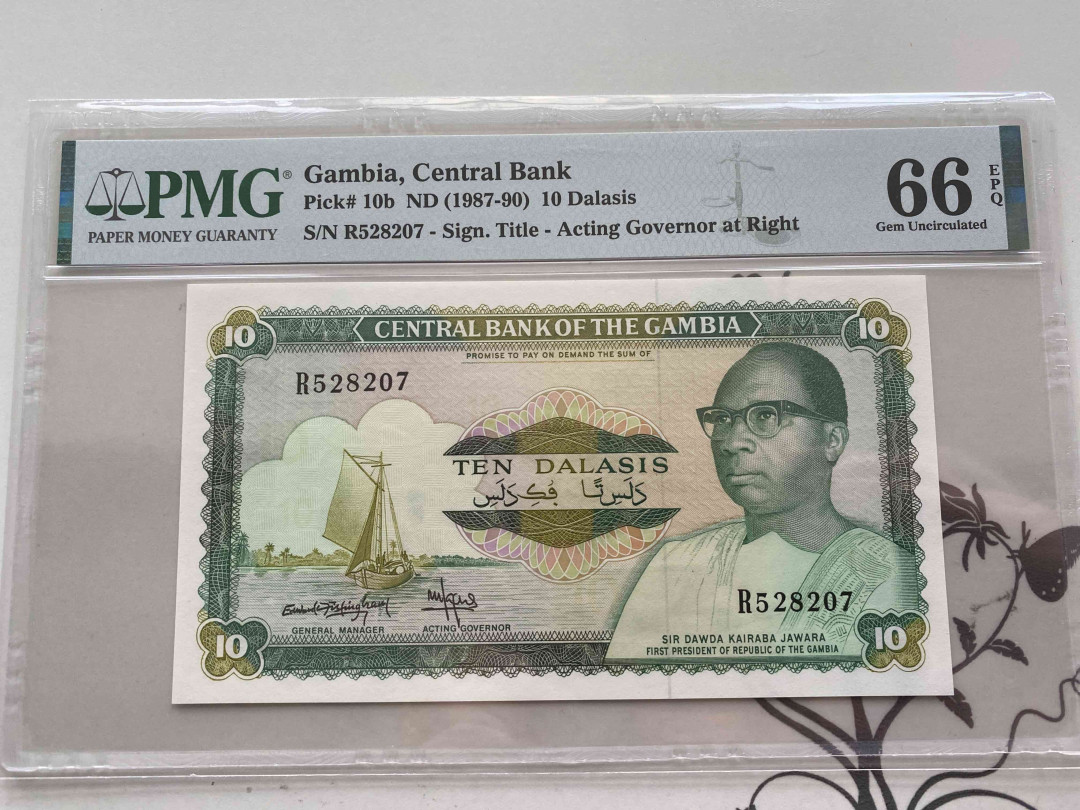 PMG®
PAPER MONEY GUARANTY
Gambia, Central Bank
Pick# 10b ND (1987-90) 10 Dalasis
S/N R528207 - Sign. Title - Acting Governor at Right
66 EPQ
Gem Uncirculated
10 CENTRAL BANK OF THE GAMBIA 10
PROMISE TO PAY ON DEMAND THE SUM OF
R528207
TEN DALASIS
R528207
GENERAL MANAGER ACTING GOVERNOR
SIR DAWDA KAIRABA JAWARA
FIRST PRESIDENT OF REPUBLIC OF THE GAMBIA
10 10